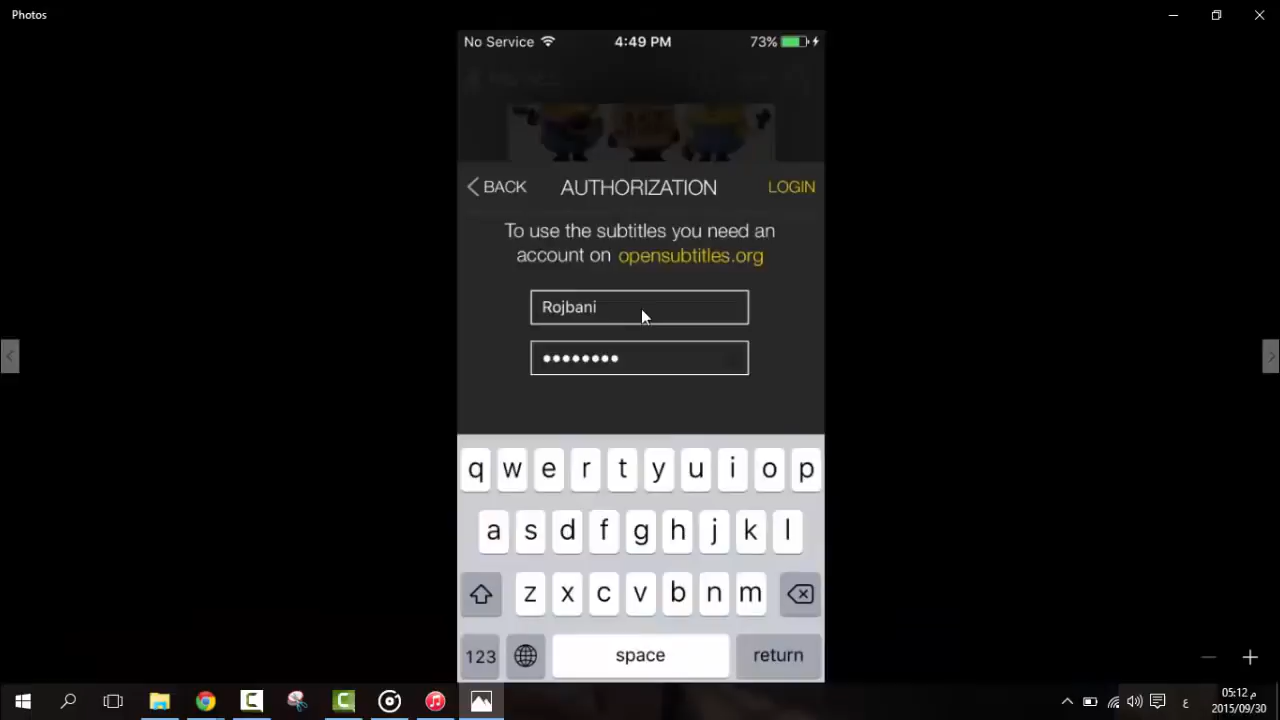 Photos
No Service 4:49 PM 73%
BACK AUTHORIZATION LOGIN
To use the subtitles you need an
account on opensubtitles.org
Rojbani
••••••••
q w e r t y u i o p
a s d f g h j k l
z x c v b n m
123 space return
ع
05:12 م
2015/09/30